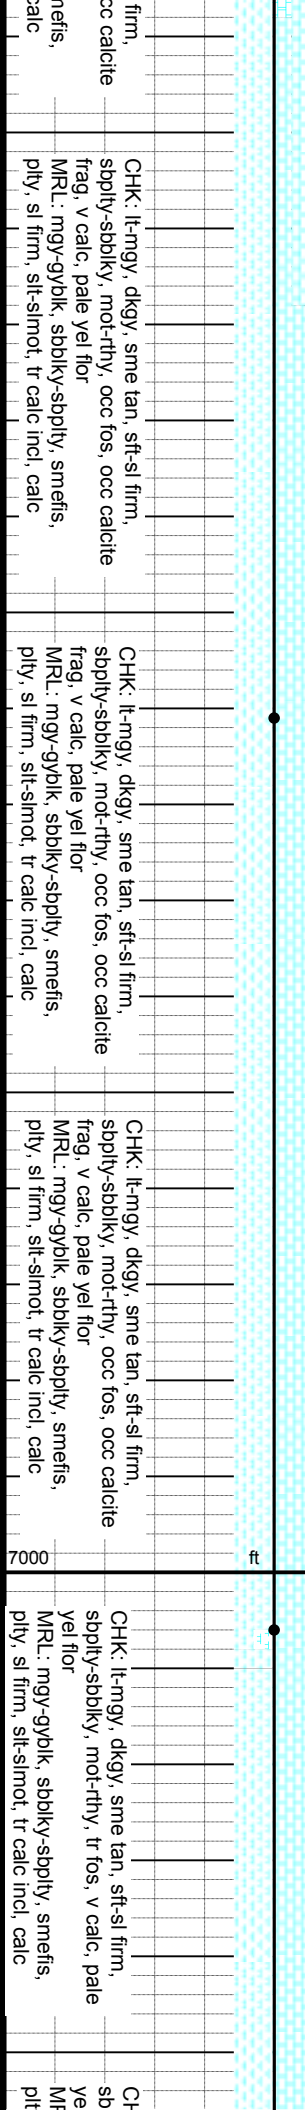 firm,
cc calcite
nefis,
calc
CHK: lt-mgy, dkgy, sme tan, sft-sl firm,
sbplty-sbblky, mot-rthy, occ fos, occ calcite
frag, v calc, pale yel flor
MRL: mgy-gyblk, sbblky-sbplty, smefis,
plty, sl firm, slt-slmot, tr calc incl, calc
CHK: lt-mgy, dkgy, sme tan, sft-sl firm,
sbplty-sbblky, mot-rthy, occ fos, occ calcite
frag, v calc, pale yel flor
MRL: mgy-gyblk, sbblky-sbplty, smefis,
plty, sl firm, slt-slmot, tr calc incl, calc
CHK: lt-mgy, dkgy, sme tan, sft-sl firm,
sbplty-sbblky, mot-rthy, occ fos, occ calcite
frag, v calc, pale yel flor
MRL: mgy-gyblk, sbblky-sbplty, smefis,
plty, sl firm, slt-slmot, tr calc incl, calc
7000 ft
CHK: lt-mgy, dkgy, sme tan, sft-sl firm,
sbplty-sbblky, mot-rthy, tr fos, v calc, pale
yel flor
MRL: mgy-gyblk, sbblky-sbplty, smefis,
plty, sl firm, slt-slmot, tr calc incl, calc
CH
sb
ye
MF
plt